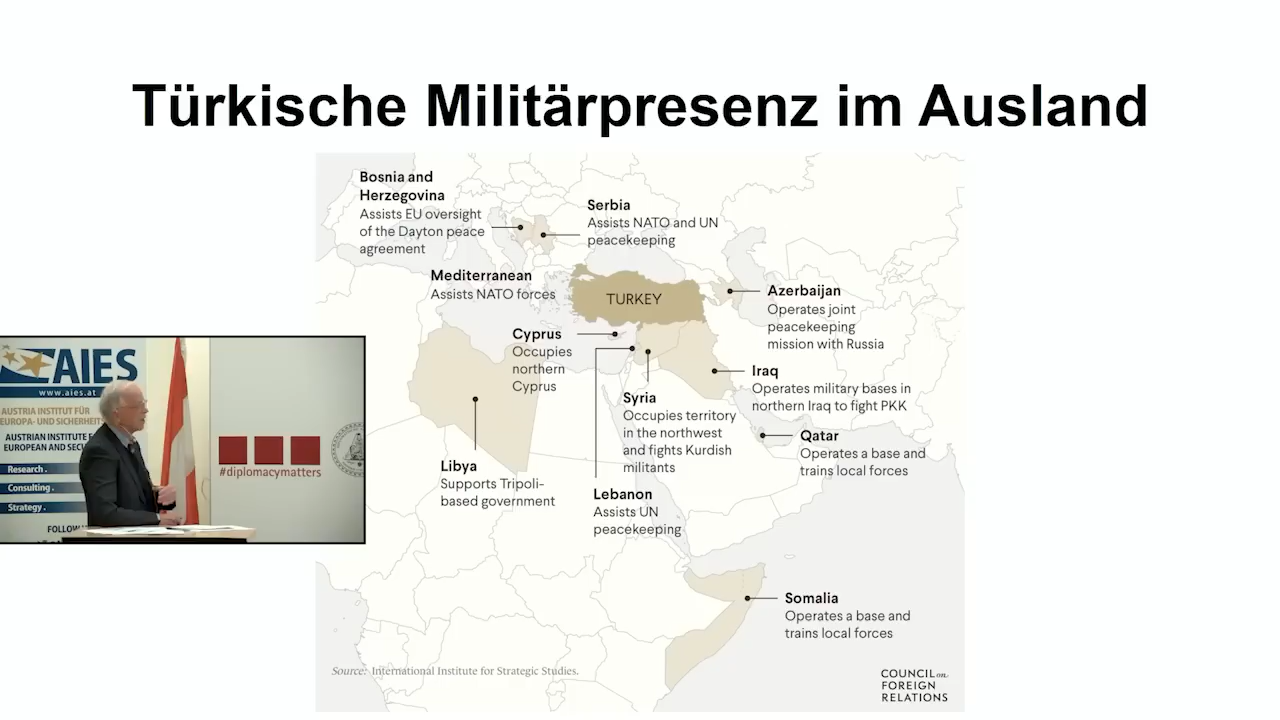 Türkische Militärpresenz im Ausland
Bosnia and
Herzegovina
Assists EU oversight
of the Dayton peace
agreement
Serbia
Assists NATO and UN
peacekeeping
Mediterranean
Assists NATO forces
TURKEY
Azerbaijan
Operates joint
peacekeeping
mission with Russia
Cyprus
Occupies
northern
Cyprus
Iraq
Operates military bases in
northern Iraq to fight PKK
Syria
Occupies territory
in the northwest
and fights Kurdish
militants
Qatar
Operates a base and
trains local forces
Libya
Supports Tripoli-
based government
Lebanon
Assists UN
peacekeeping
Somalia
Operates a base and
trains local forces
Source: International Institute for Strategic Studies.
COUNCIL on
FOREIGN
RELATIONS
AIES
www.aies.at
AUSTRIA INSTITUT FÜR
EUROPA- UND SICHERHEIT
AUSTRIAN INSTITUTE
EUROPEAN AND
Research.
Consulting.
Strategy.
FOLLOW
#diplomacymatters